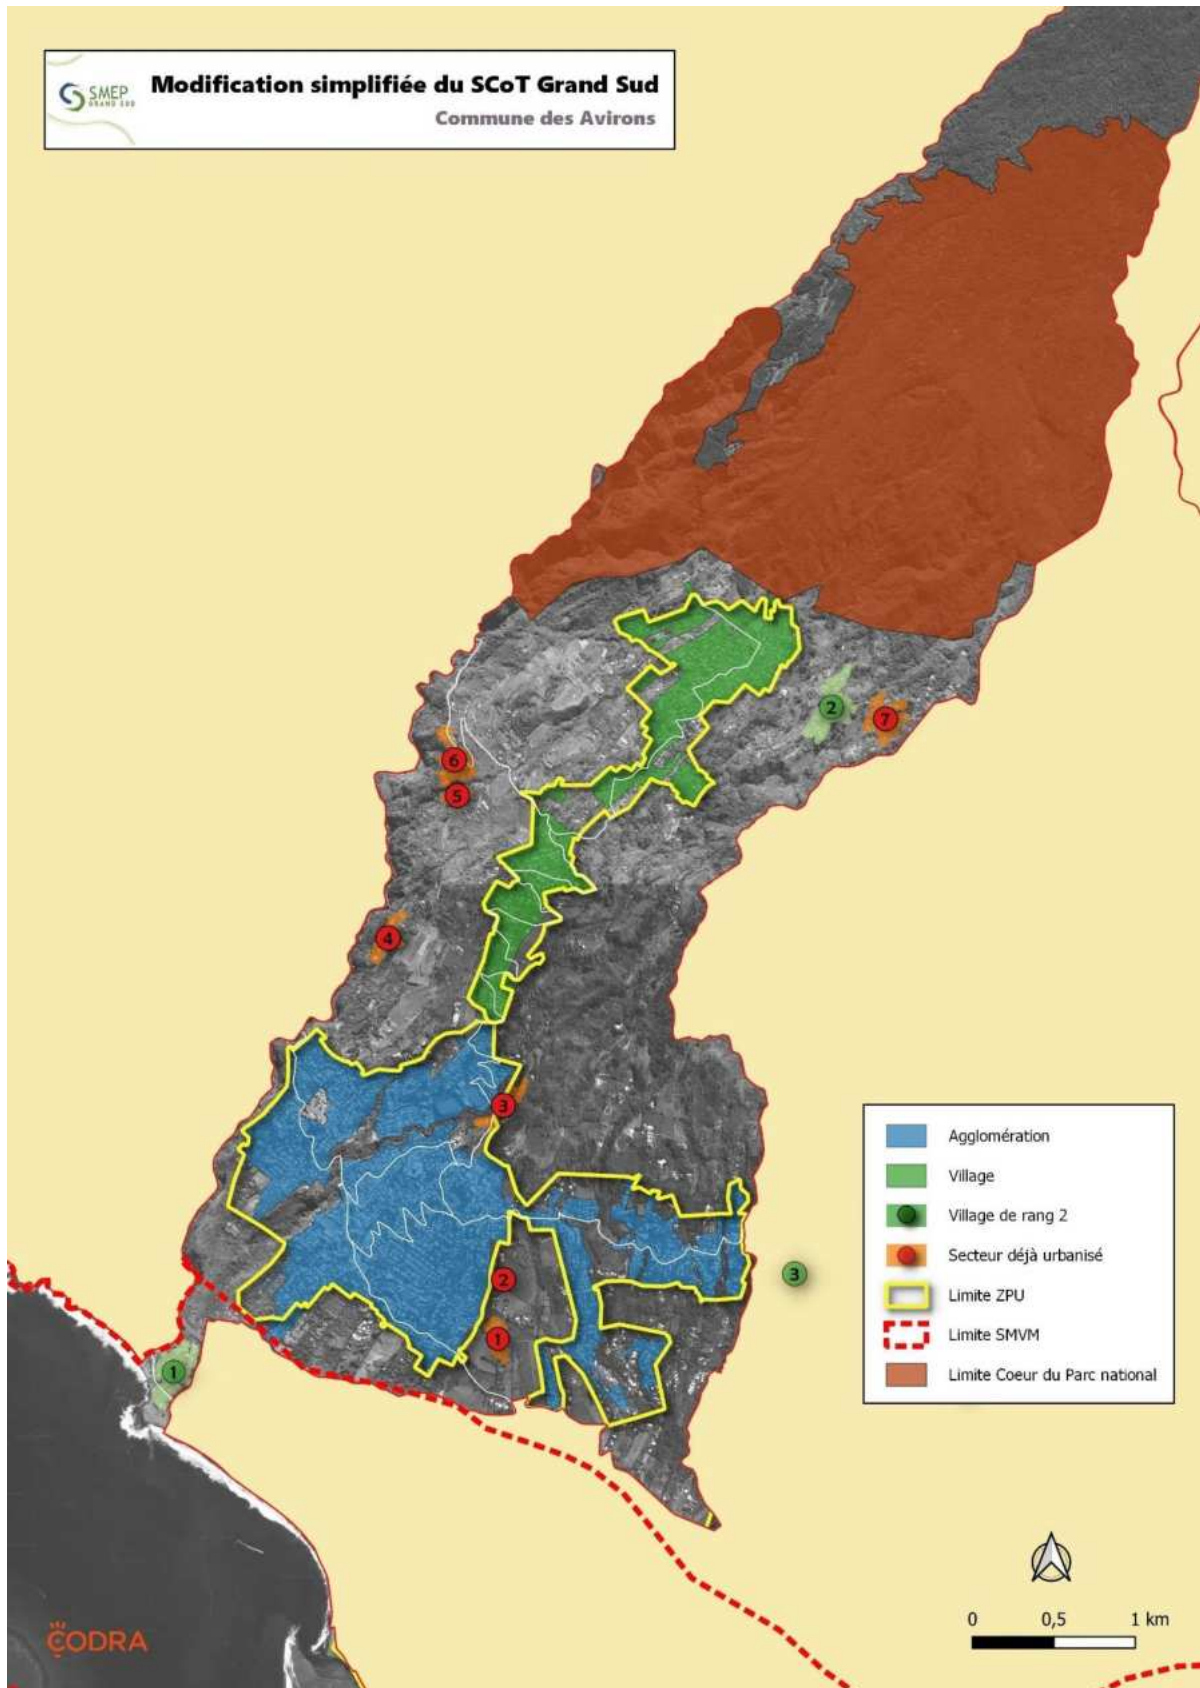 SMEP
GRAND SUD
Modification simplifiée du SCoT Grand Sud
Commune des Avirons
2
7
6
5
4
3
2
3
1
1
Agglomération
Village
Village de rang 2
Secteur déjà urbanisé
Limite ZPU
Limite SMVM
Limite Coeur du Parc national
CODRA
0 0,5 1 km